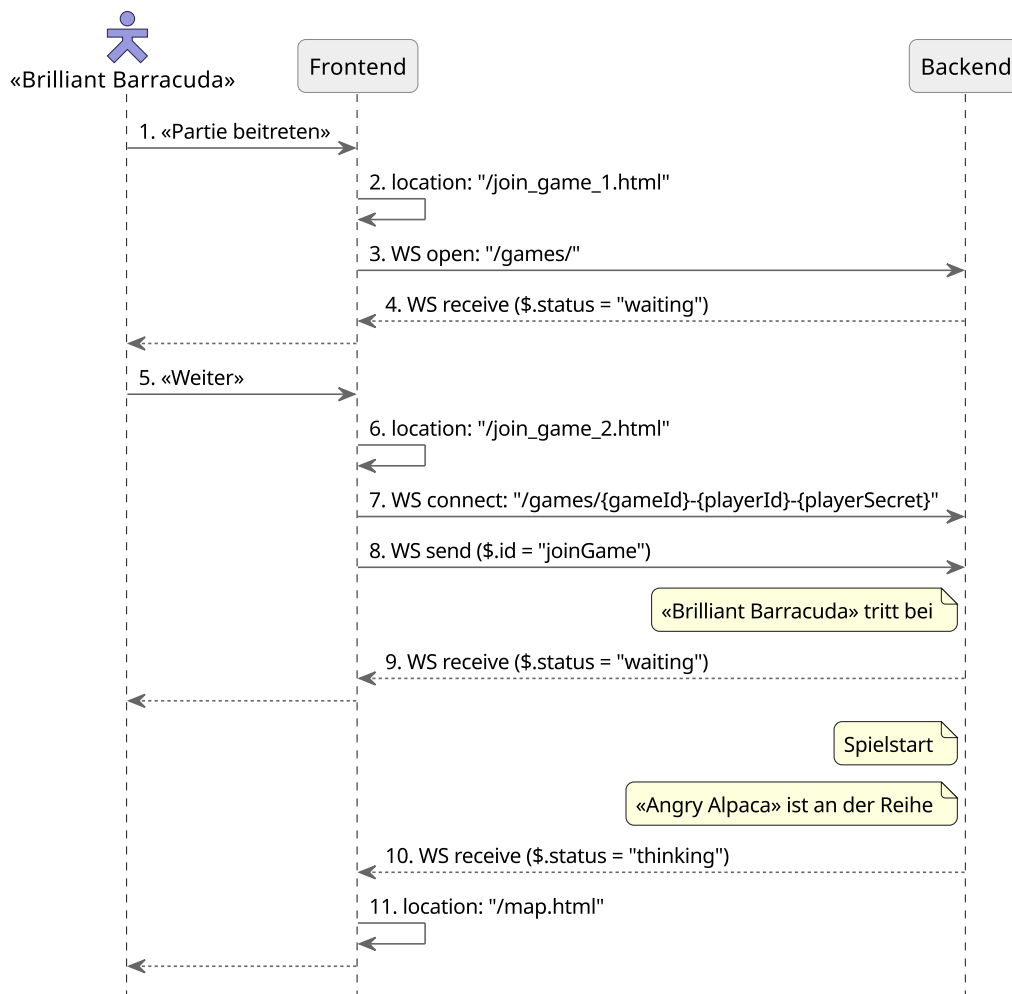 «Brilliant Barracuda»
Frontend
Backend
1. «Partie beitreten»
2. location: "/join_game_1.html"
3. WS open: "/games/"
4. WS receive ($.status = "waiting")
5. «Weiter»
6. location: "/join_game_2.html"
7. WS connect: "/games/{gameId}-{playerId}-{playerSecret}"
8. WS send ($.id = "joinGame")
«Brilliant Barracuda» tritt bei
9. WS receive ($.status = "waiting")
Spielstart
«Angry Alpaca» ist an der Reihe
10. WS receive ($.status = "thinking")
11. location: "/map.html"